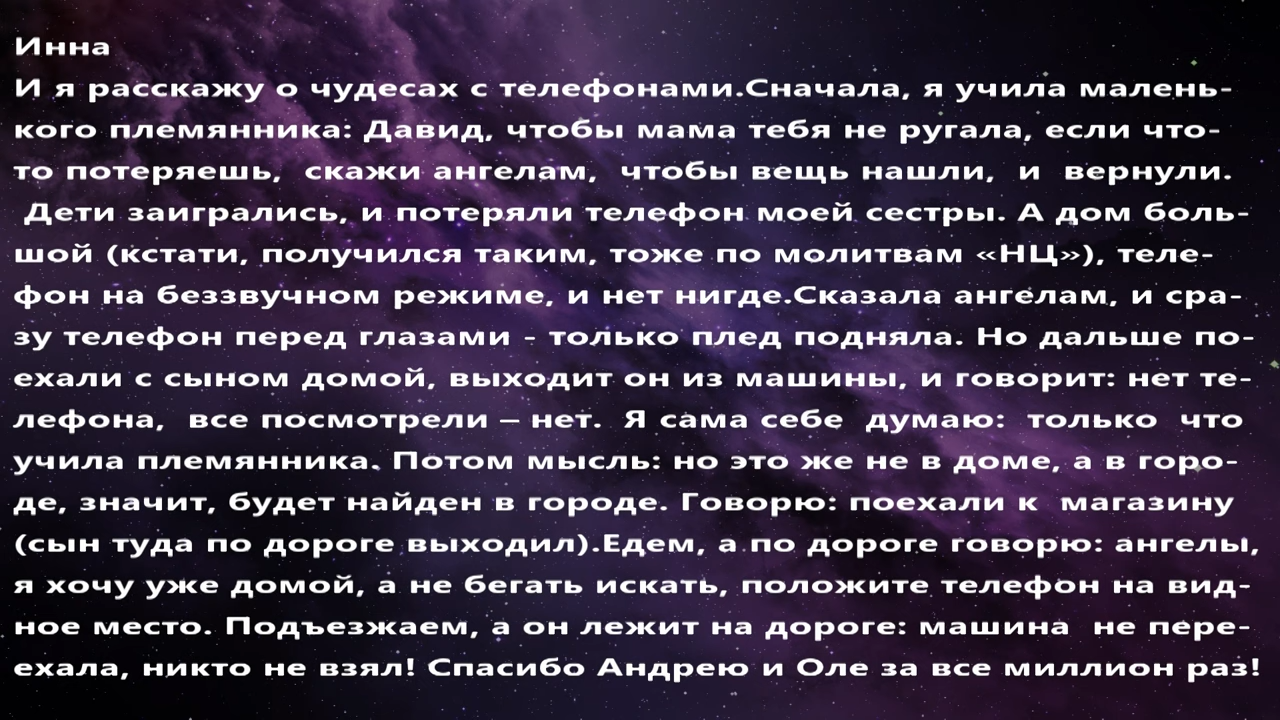 Инна
И я расскажу о чудесах с телефонами.Сначала, я учила малень-
кого племянника: Давид, чтобы мама тебя не ругала, если что-
то потеряешь,  скажи ангелам,  чтобы вещь нашли,  и  вернули.
Дети заигрались, и потеряли телефон моей сестры. А дом боль-
шой (кстати, получился таким, тоже по молитвам «НЦ»), теле-
фон на беззвучном режиме, и нет нигде.Сказала ангелам, и сра-
зу телефон перед глазами - только плед подняла. Но дальше по-
ехали с сыном домой, выходит он из машины, и говорит: нет те-
лефона,  все посмотрели – нет.  Я сама себе  думаю:  только  что
учила племянника. Потом мысль: но это же не в доме, а в горо-
де, значит, будет найден в городе. Говорю: поехали к  магазину
(сын туда по дороге выходил).Едем, а по дороге говорю: ангелы,
я хочу уже домой, а не бегать искать, положите телефон на вид-
ное место. Подъезжаем, а он лежит на дороге: машина  не пере-
ехала, никто не взял! Спасибо Андрею и Оле за все миллион раз!